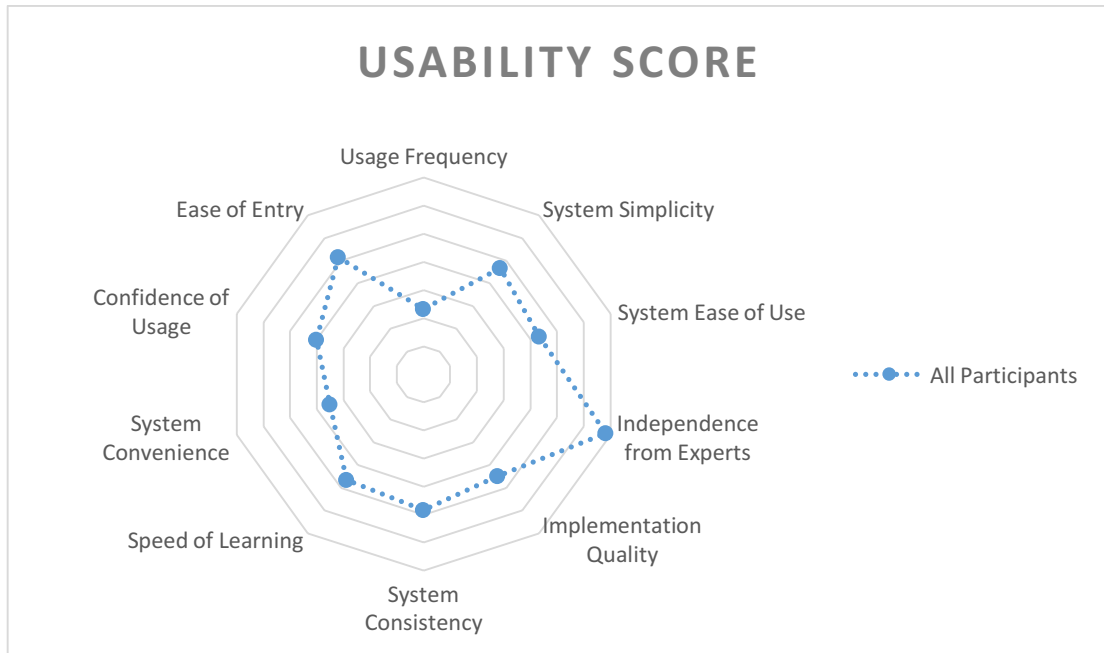 USABILITY SCORE
Usage Frequency
System Simplicity
System Ease of Use
Independence
from Experts
Implementation
Quality
System
Consistency
Speed of Learning
System
Convenience
Confidence of
Usage
Ease of Entry
All Participants